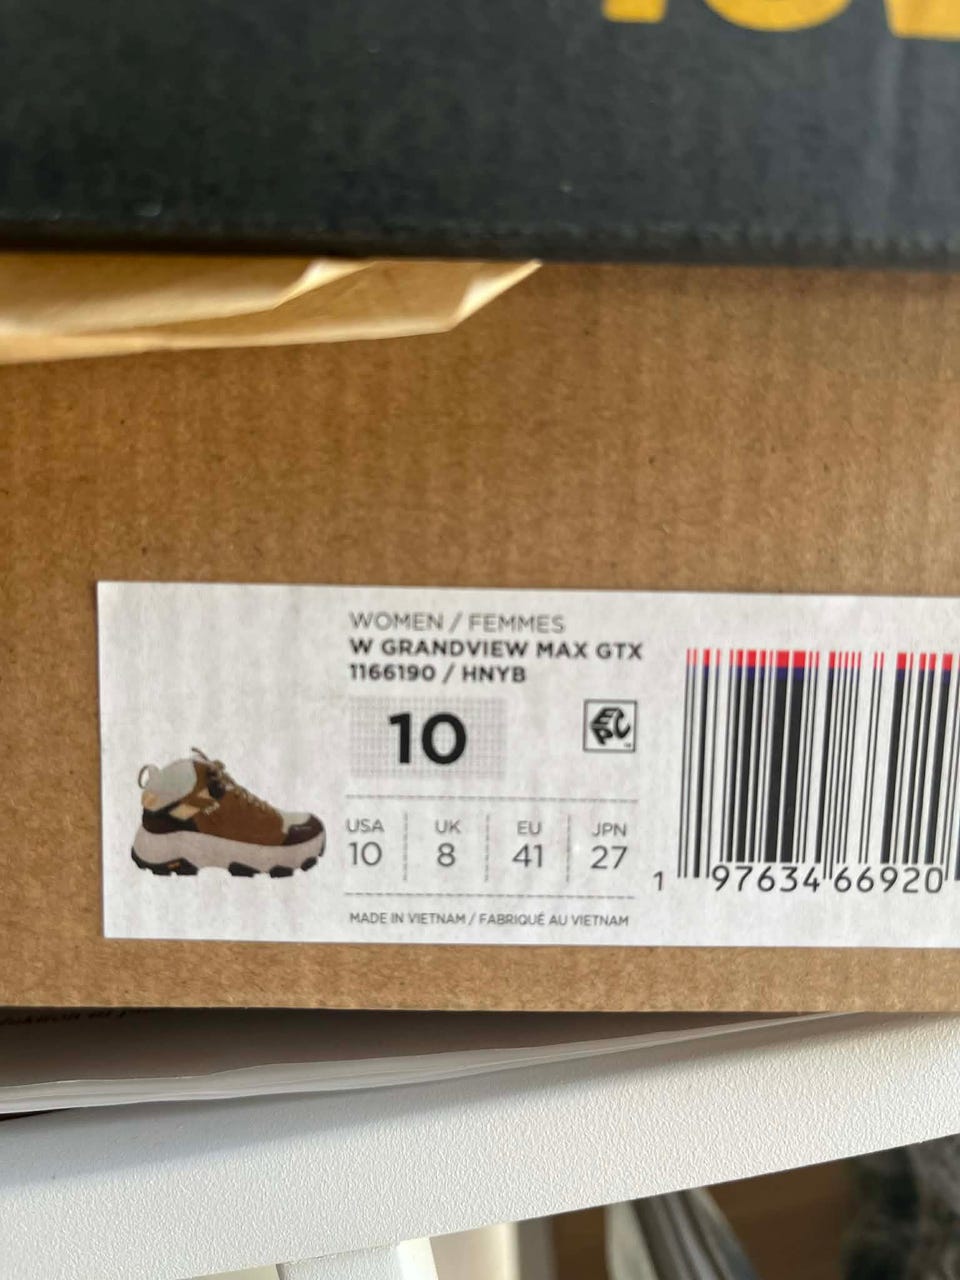 WOMEN / FEMMES
W GRANDVIEW MAX GTX
1166190 / HNYB
10
USA UK EU JPN
10 8 41 27
MADE IN VIETNAM / FABRIQUÉ AU VIETNAM
1 97634 66920